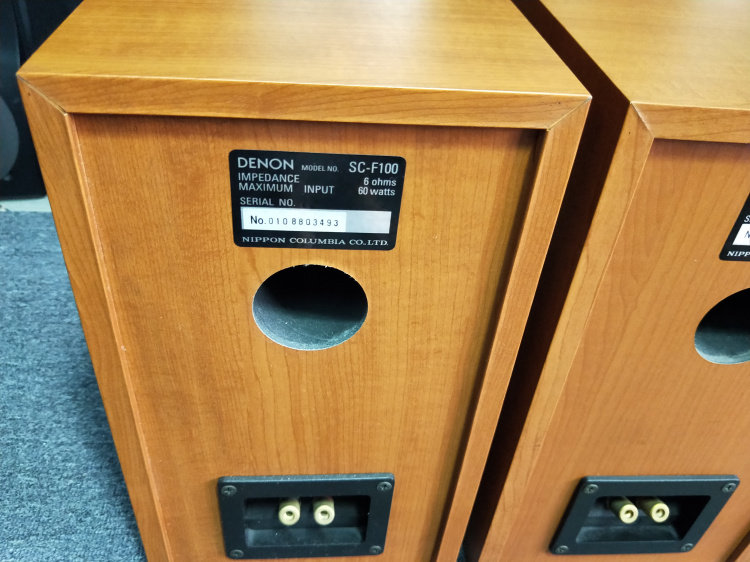 DENON MODEL NO. SC-F100
IMPEDANCE 6 ohms
MAXIMUM INPUT 60 watts
SERIAL NO.
No.0108803493
NIPPON COLUMBIA CO.,LTD.
S
N
NIPP